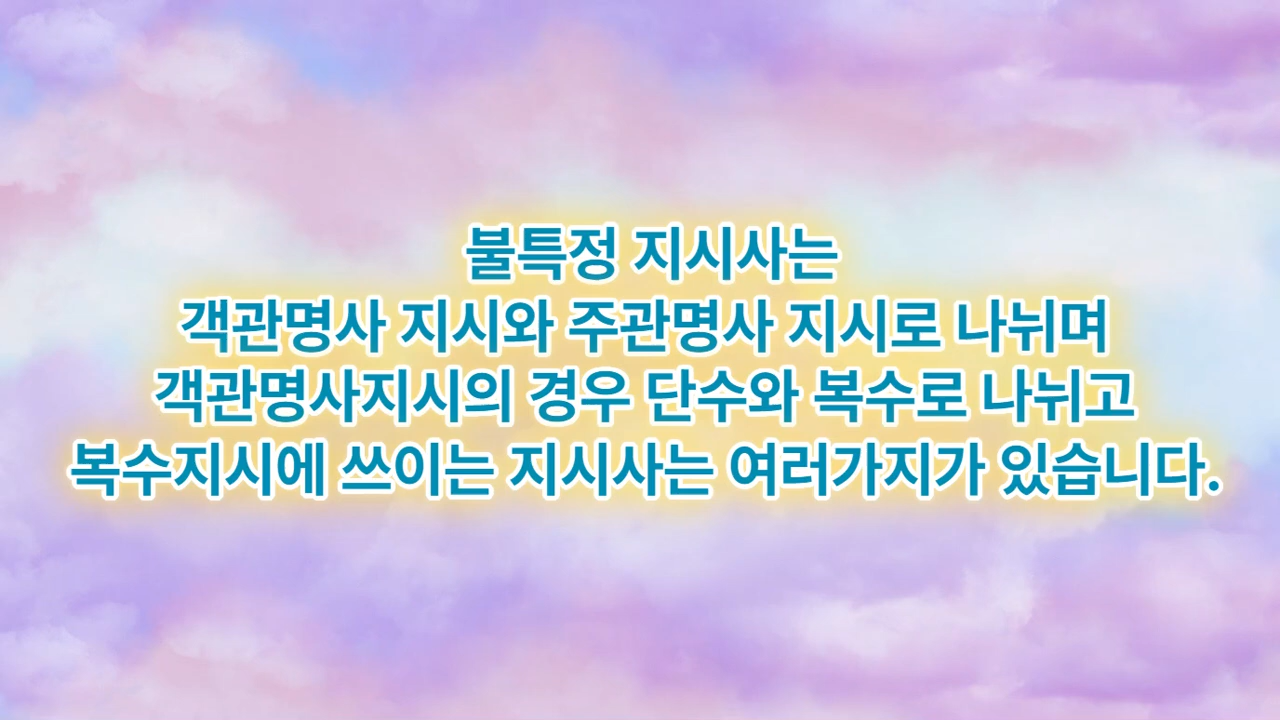 불특정 지시사는
객관명사 지시와 주관명사 지시로 나뉘며
객관명사지시의 경우 단수와 복수로 나뉘고
복수지시에 쓰이는 지시사는 여러가지가 있습니다.